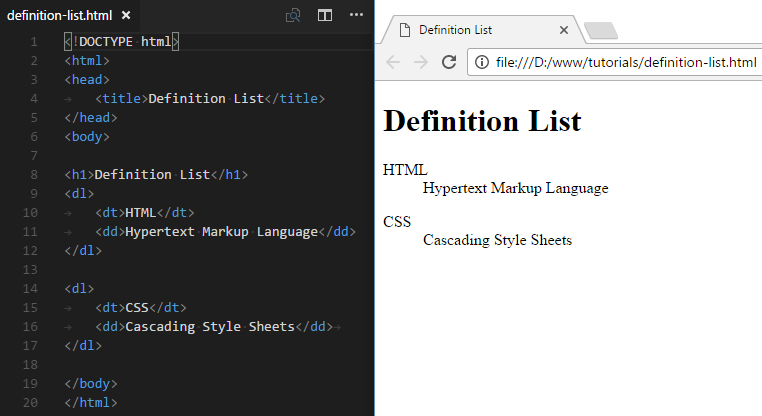 definition-list.html
1 <!DOCTYPE html>
2 <html>
3 <head>
4 <title>Definition List</title>
5 </head>
6 <body>
7
8 <h1>Definition List</h1>
9 <dl>
10 <dt>HTML</dt>
11 <dd>Hypertext Markup Language</dd>
12 </dl>
13
14 <dl>
15 <dt>CSS</dt>
16 <dd>Cascading Style Sheets</dd>
17 </dl>
18
19 </body>
20 </html>
Definition List
file:///D:/www/tutorials/definition-list.html
Definition List
HTML
Hypertext Markup Language
CSS
Cascading Style Sheets